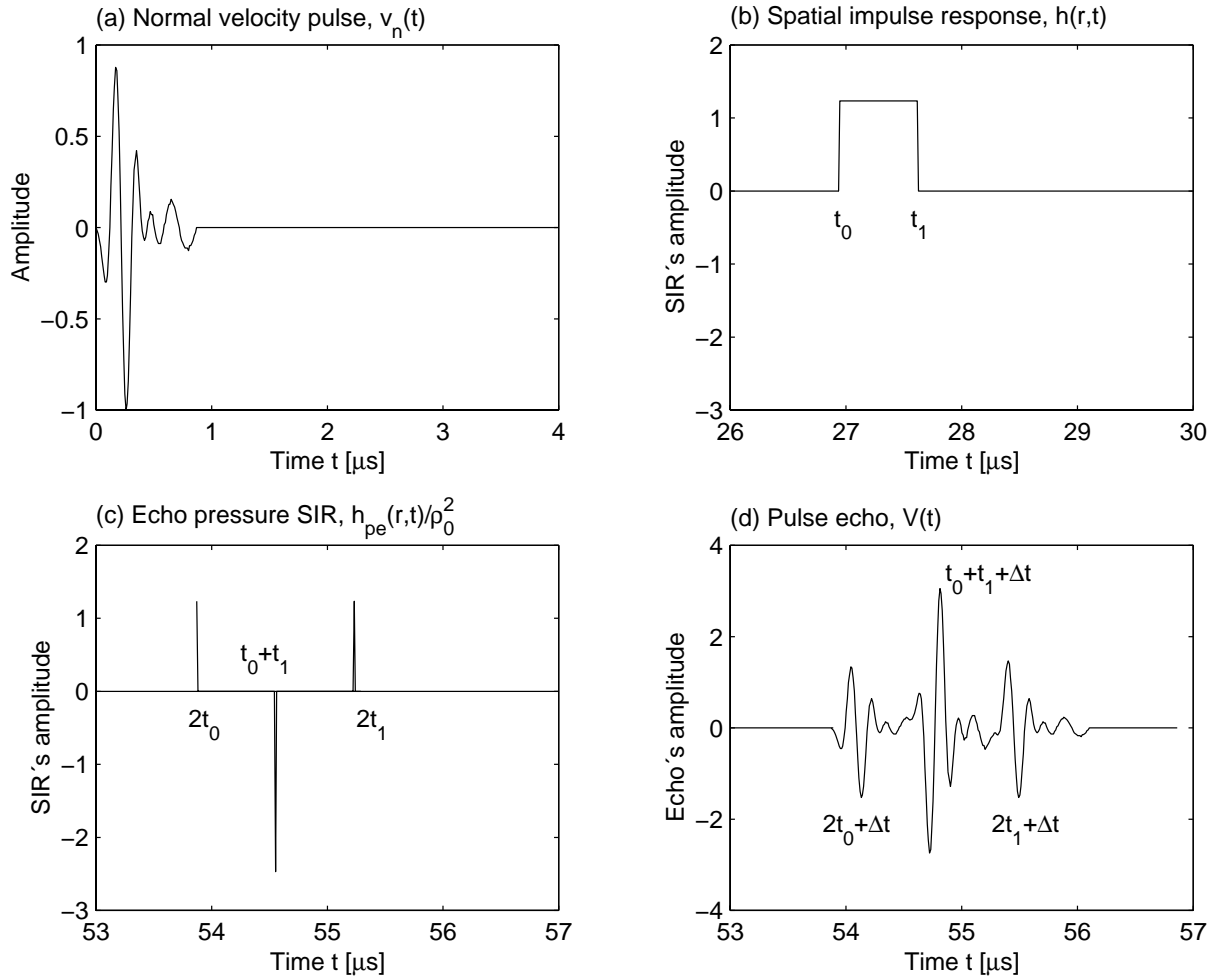 (a) Normal velocity pulse, v_n(t)
1
0.5
0
−0.5
−1
Amplitude
0 1 2 3 4
Time t [μs]
(b) Spatial impulse response, h(r,t)
2
1
0
−1
−2
−3
SIR´s amplitude
t_0 t_1
26 27 28 29 30
Time t [μs]
(c) Echo pressure SIR, h_pe(r,t)/ρ_0^2
2
1
0
−1
−2
−3
SIR´s amplitude
t_0+t_1
2t_0 2t_1
53 54 55 56 57
Time t [μs]
(d) Pulse echo, V(t)
4
2
0
−2
−4
Echo´s amplitude
t_0+t_1+Δt
2t_0+Δt 2t_1+Δt
53 54 55 56 57
Time t [μs]